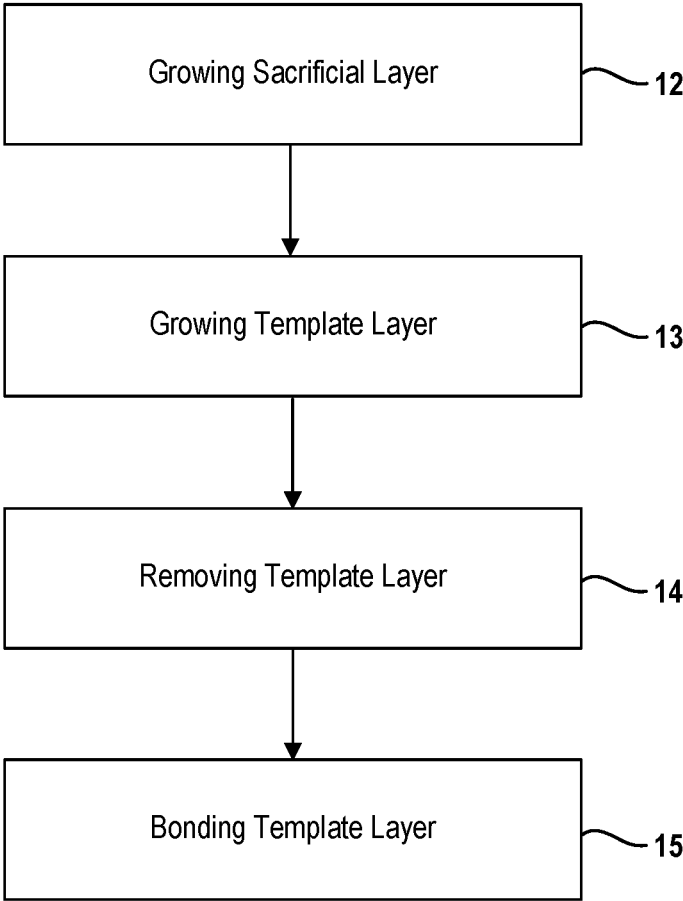 Growing Sacrificial Layer
12
Growing Template Layer
13
Removing Template Layer
14
Bonding Template Layer
15